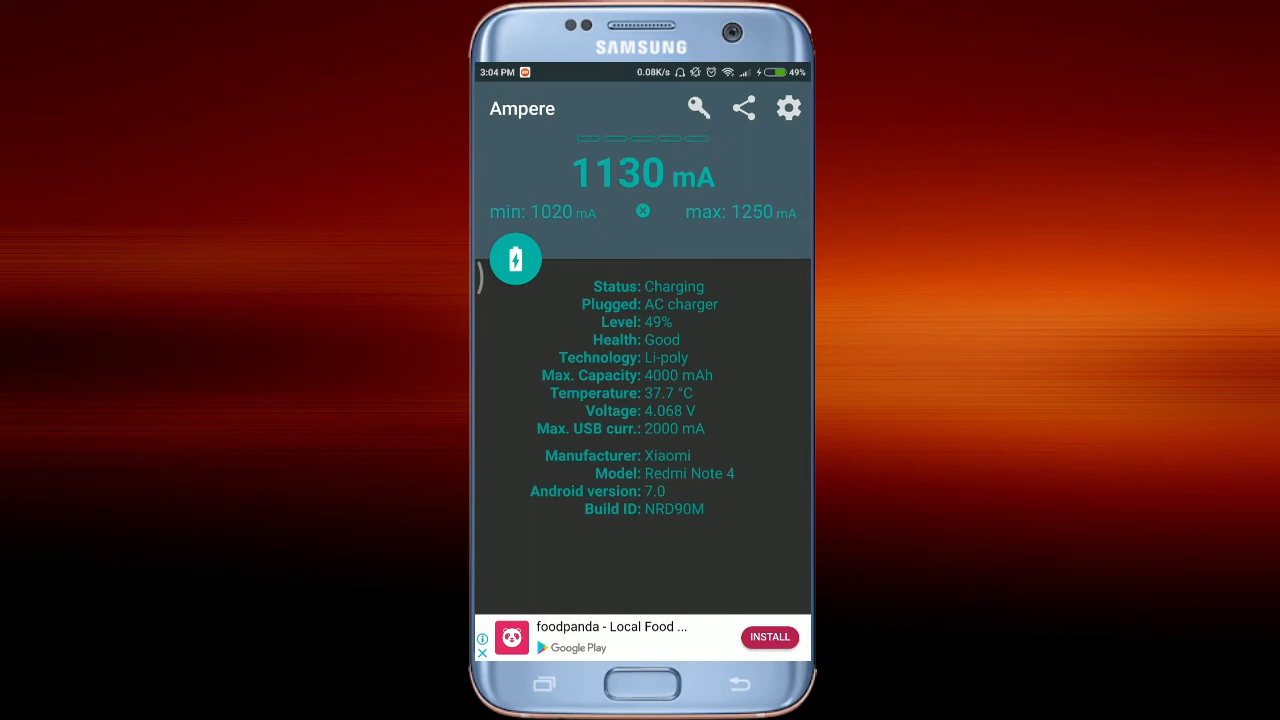 SAMSUNG
3:04 PM 0.08K/s 49%
Ampere
1130 mA
min: 1020 mA max: 1250 mA
Status: Charging
Plugged: AC charger
Level: 49%
Health: Good
Technology: Li-poly
Max. Capacity: 4000 mAh
Temperature: 37.7 °C
Voltage: 4.068 V
Max. USB curr.: 2000 mA
Manufacturer: Xiaomi
Model: Redmi Note 4
Android version: 7.0
Build ID: NRD90M
foodpanda - Local Food ...
Google Play
INSTALL